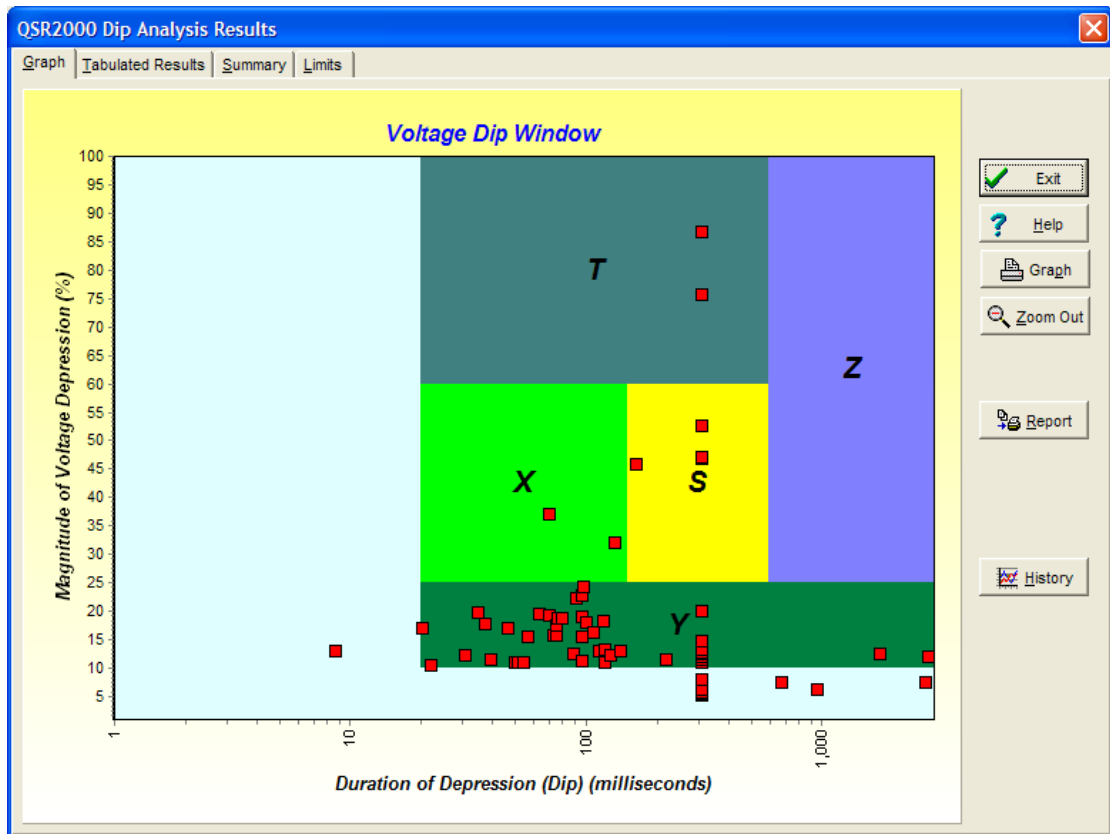 QSR2000 Dip Analysis Results
Graph Tabulated Results Summary Limits
Voltage Dip Window
Magnitude of Voltage Depression (%)
100
95
90
85
80
75
70
65
60
55
50
45
40
35
30
25
20
15
10
5
T
Z
X
S
Y
1
10
100
1,000
Duration of Depression (Dip) (milliseconds)
Exit
Help
Graph
Zoom Out
Report
History